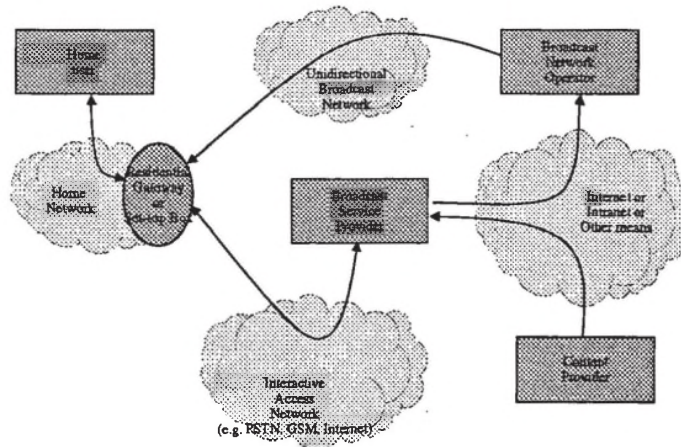 Home
Unidirectional
Broadcast
Network
Broadcast
Network
Operator
Residential
Gateway
or
Set-top
Home
Network
Broadcast
Service
Provider
Internet or
Intranet or
Other means
Content
Provider
Interactive
Access
Network
(e.g. PSTN, GSM, Internet)